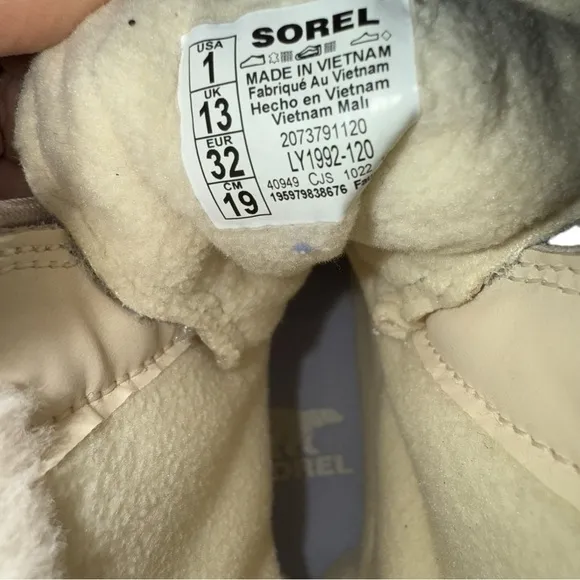 SOREL
USA
1
UK
13
EUR
32
CM
19
MADE IN VIETNAM
Fabriqué Au Vietnam
Hecho en Vietnam
Vietnam Malı
2073791120
LY1992-120
40949 CJS 1022
195979838676
SOREL